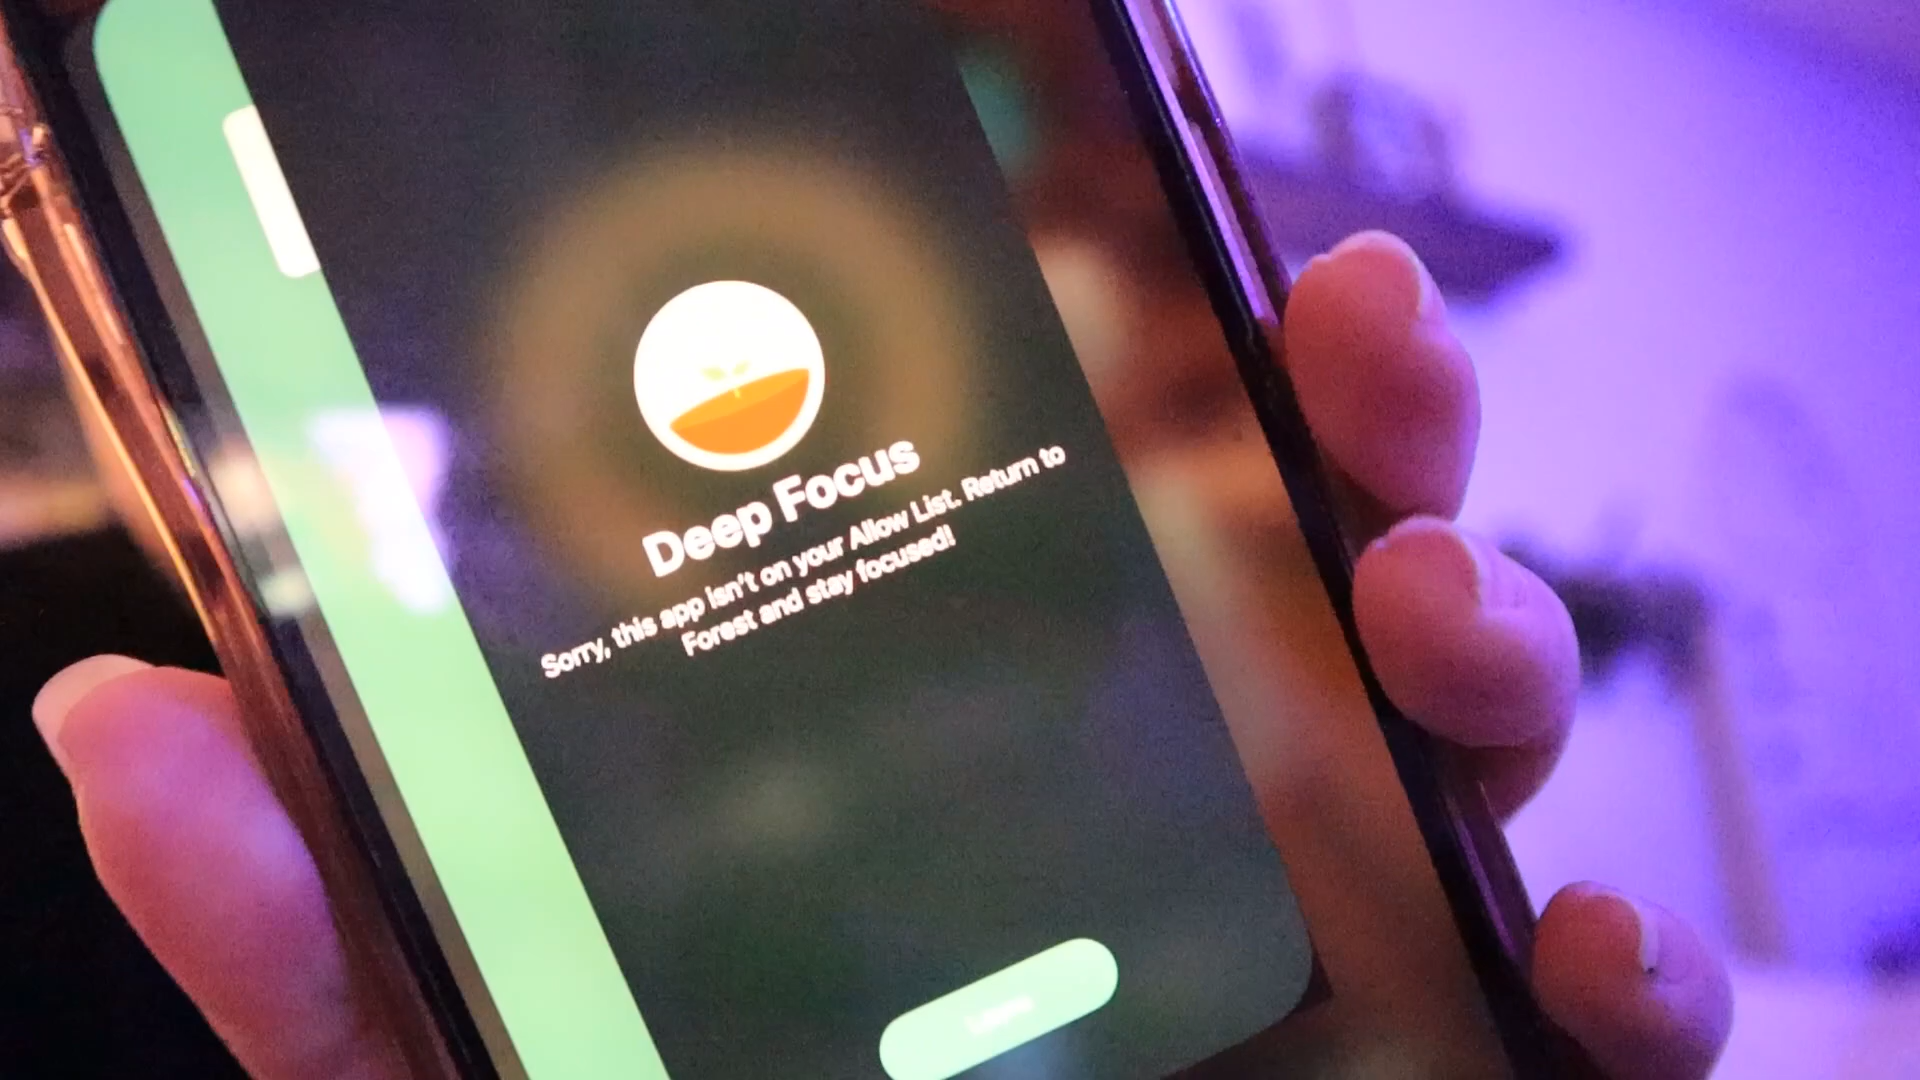 Deep Focus
Sorry, this app isn't on your Allow List. Return to
Forest and stay focused!